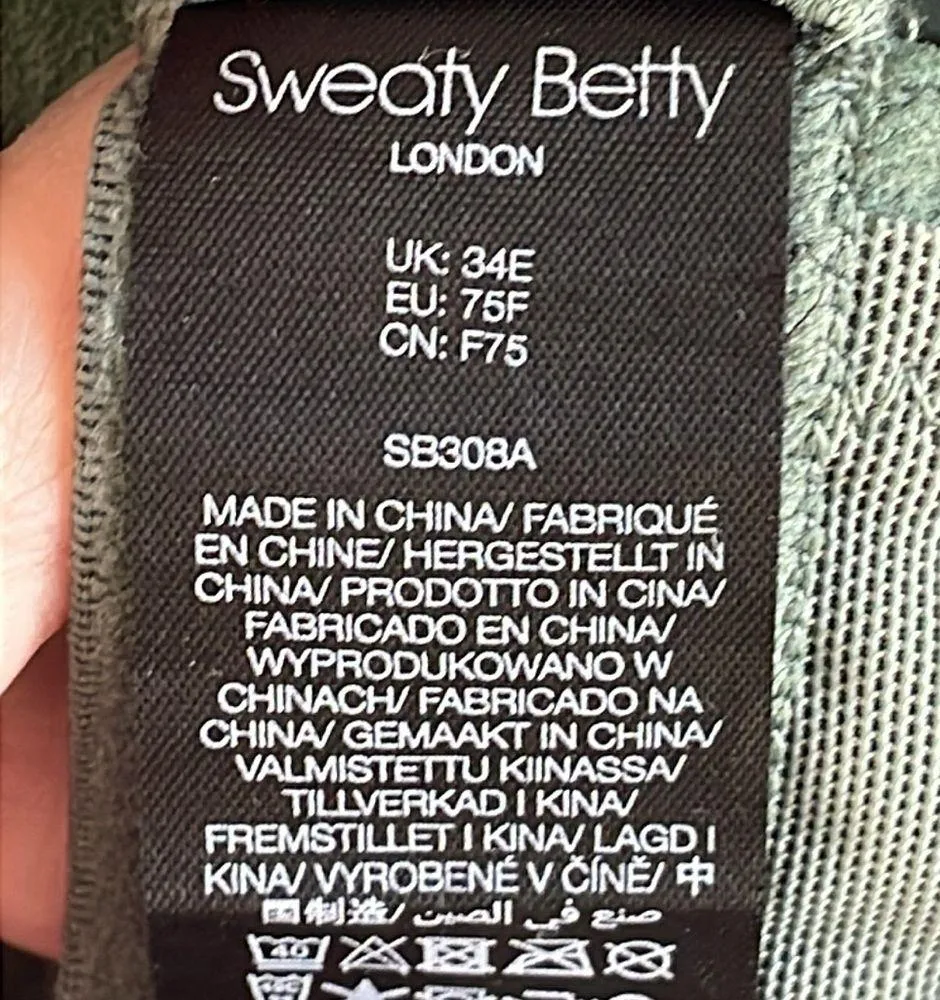 Sweaty Betty
LONDON
UK: 34E
EU: 75F
CN: F75
SB308A
MADE IN CHINA/ FABRIQUÉ
EN CHINE/ HERGESTELLT IN
CHINA/ PRODOTTO IN CINA/
FABRICADO EN CHINA/
WYPRODUKOWANO W
CHINACH/ FABRICADO NA
CHINA/ GEMAAKT IN CHINA/
VALMISTETTU KIINASSA/
TILLVERKAD I KINA/
FREMSTILLET I KINA/ LAGD I
KINA/ VYROBENÉ V ČÍNĚ/ 中
国制造/ صنع في الصين
40